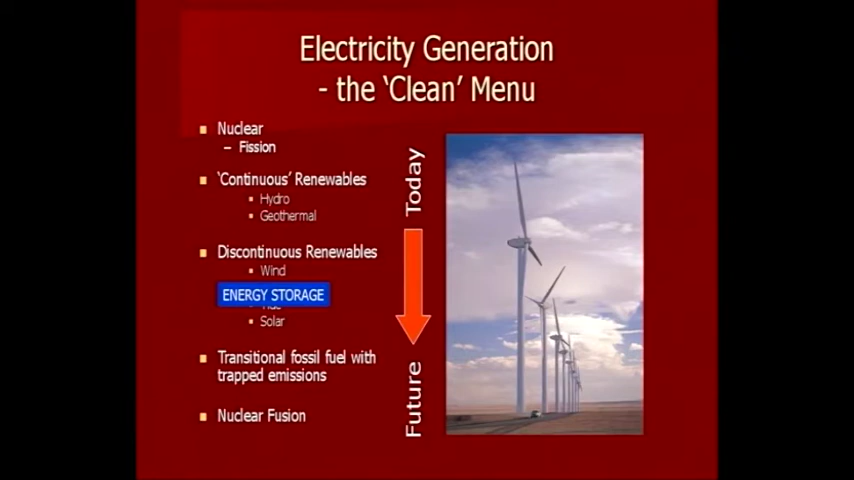 Electricity Generation
- the ‘Clean’ Menu
Nuclear
– Fission
‘Continuous’ Renewables
Hydro
Geothermal
Discontinuous Renewables
Wind
ENERGY STORAGE
Solar
Transitional fossil fuel with
trapped emissions
Nuclear Fusion
Today
Future